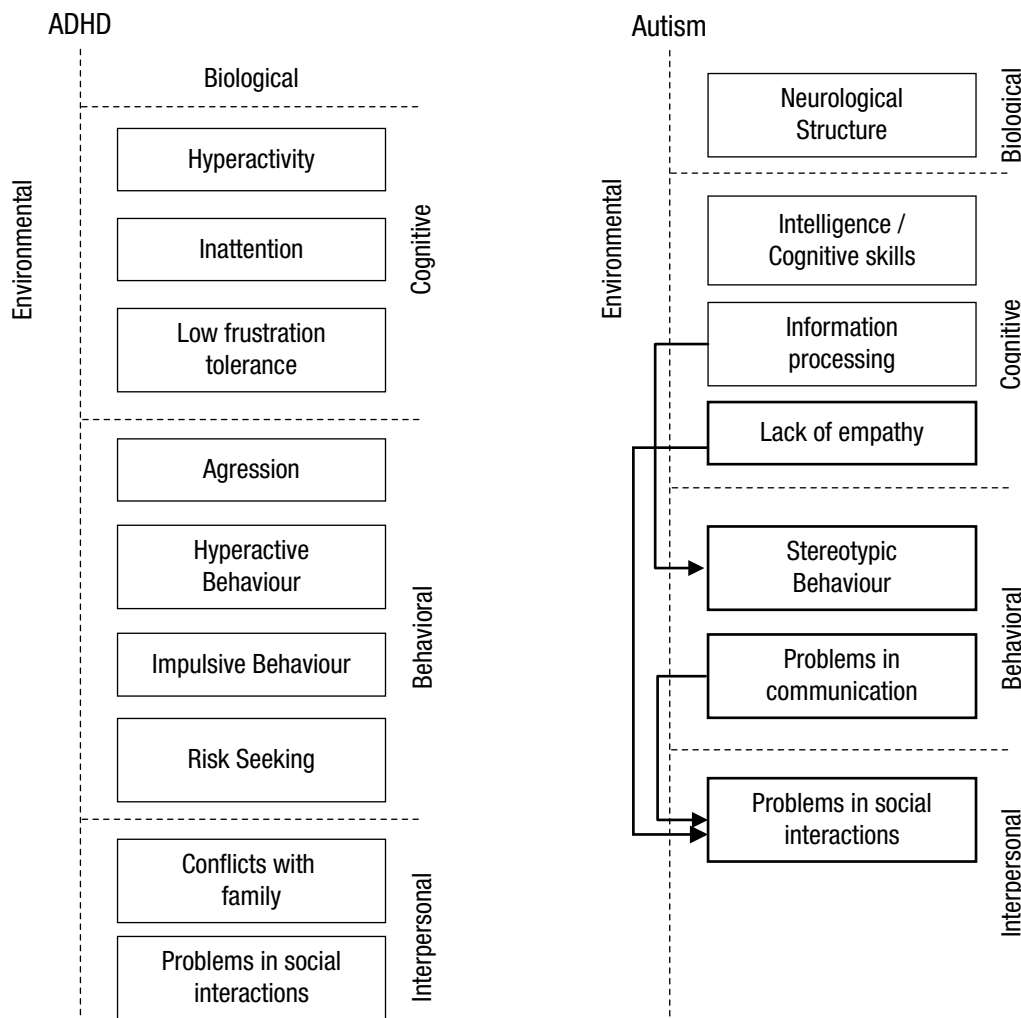 ADHD
Environmental
Biological
Hyperactivity
Inattention
Low frustration
tolerance
Cognitive
Agression
Hyperactive
Behaviour
Impulsive Behaviour
Risk Seeking
Behavioral
Conflicts with
family
Problems in social
interactions
Interpersonal
Autism
Environmental
Neurological
Structure
Biological
Intelligence /
Cognitive skills
Information
processing
Lack of empathy
Cognitive
Stereotypic
Behaviour
Problems in
communication
Behavioral
Problems in social
interactions
Interpersonal